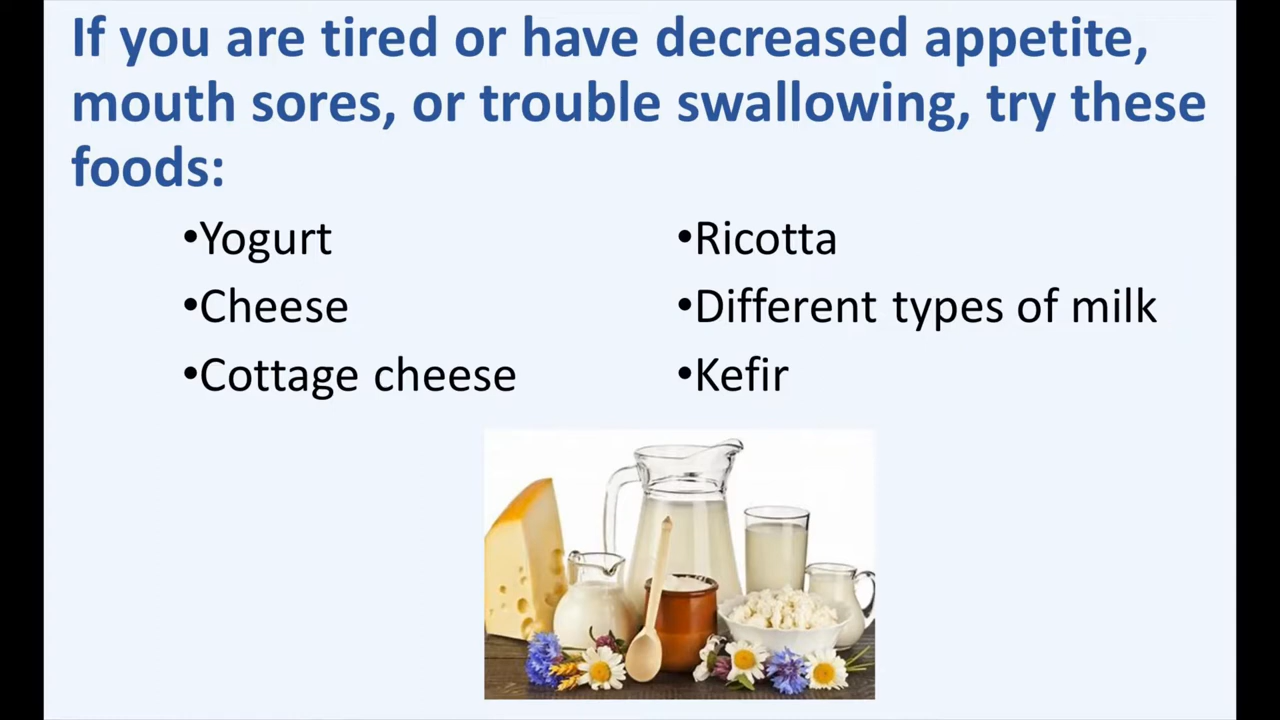 If you are tired or have decreased appetite,
mouth sores, or trouble swallowing, try these
foods:
•Yogurt
•Cheese
•Cottage cheese
•Ricotta
•Different types of milk
•Kefir